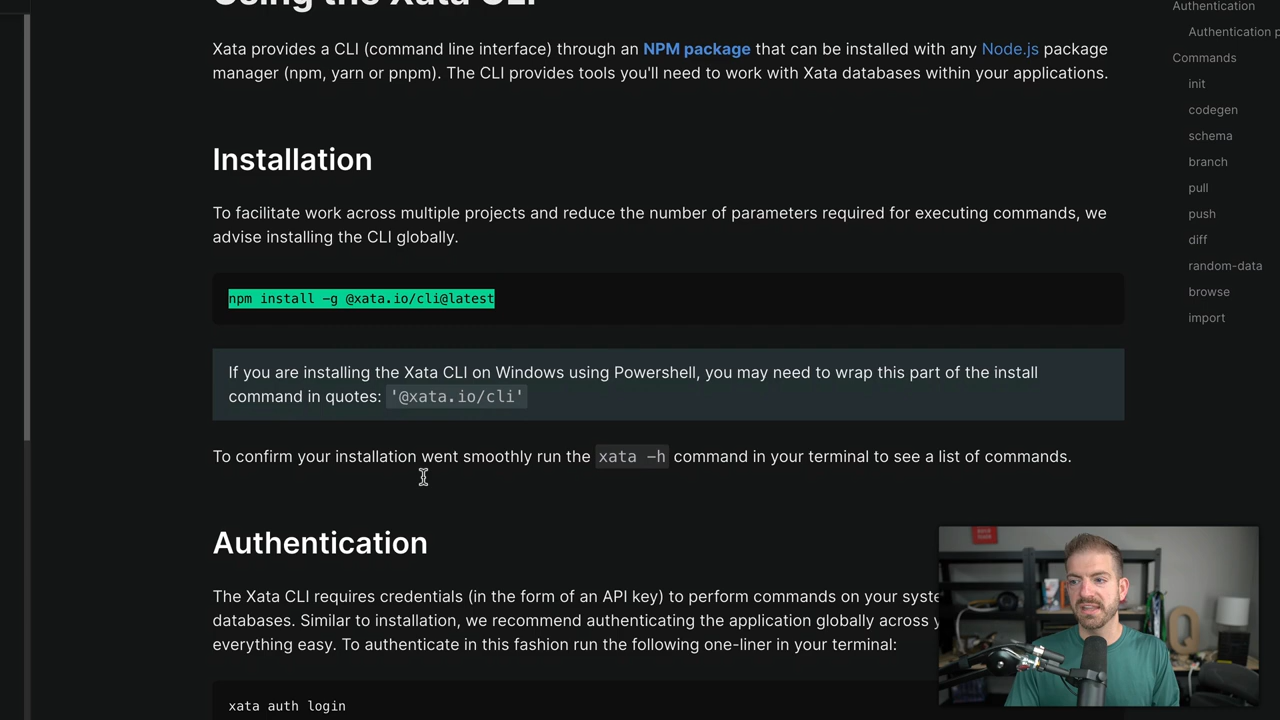 Using the Xata CLI
Xata provides a CLI (command line interface) through an NPM package that can be installed with any Node.js package
manager (npm, yarn or pnpm). The CLI provides tools you'll need to work with Xata databases within your applications.
Installation
To facilitate work across multiple projects and reduce the number of parameters required for executing commands, we
advise installing the CLI globally.
npm install -g @xata.io/cli@latest
If you are installing the Xata CLI on Windows using Powershell, you may need to wrap this part of the install
command in quotes: '@xata.io/cli'
To confirm your installation went smoothly run the xata -h command in your terminal to see a list of commands.
Authentication
The Xata CLI requires credentials (in the form of an API key) to perform commands on your syste
databases. Similar to installation, we recommend authenticating the application globally across y
everything easy. To authenticate in this fashion run the following one-liner in your terminal:
xata auth login
Authentication
Authentication p
Commands
init
codegen
schema
branch
pull
push
diff
random-data
browse
import